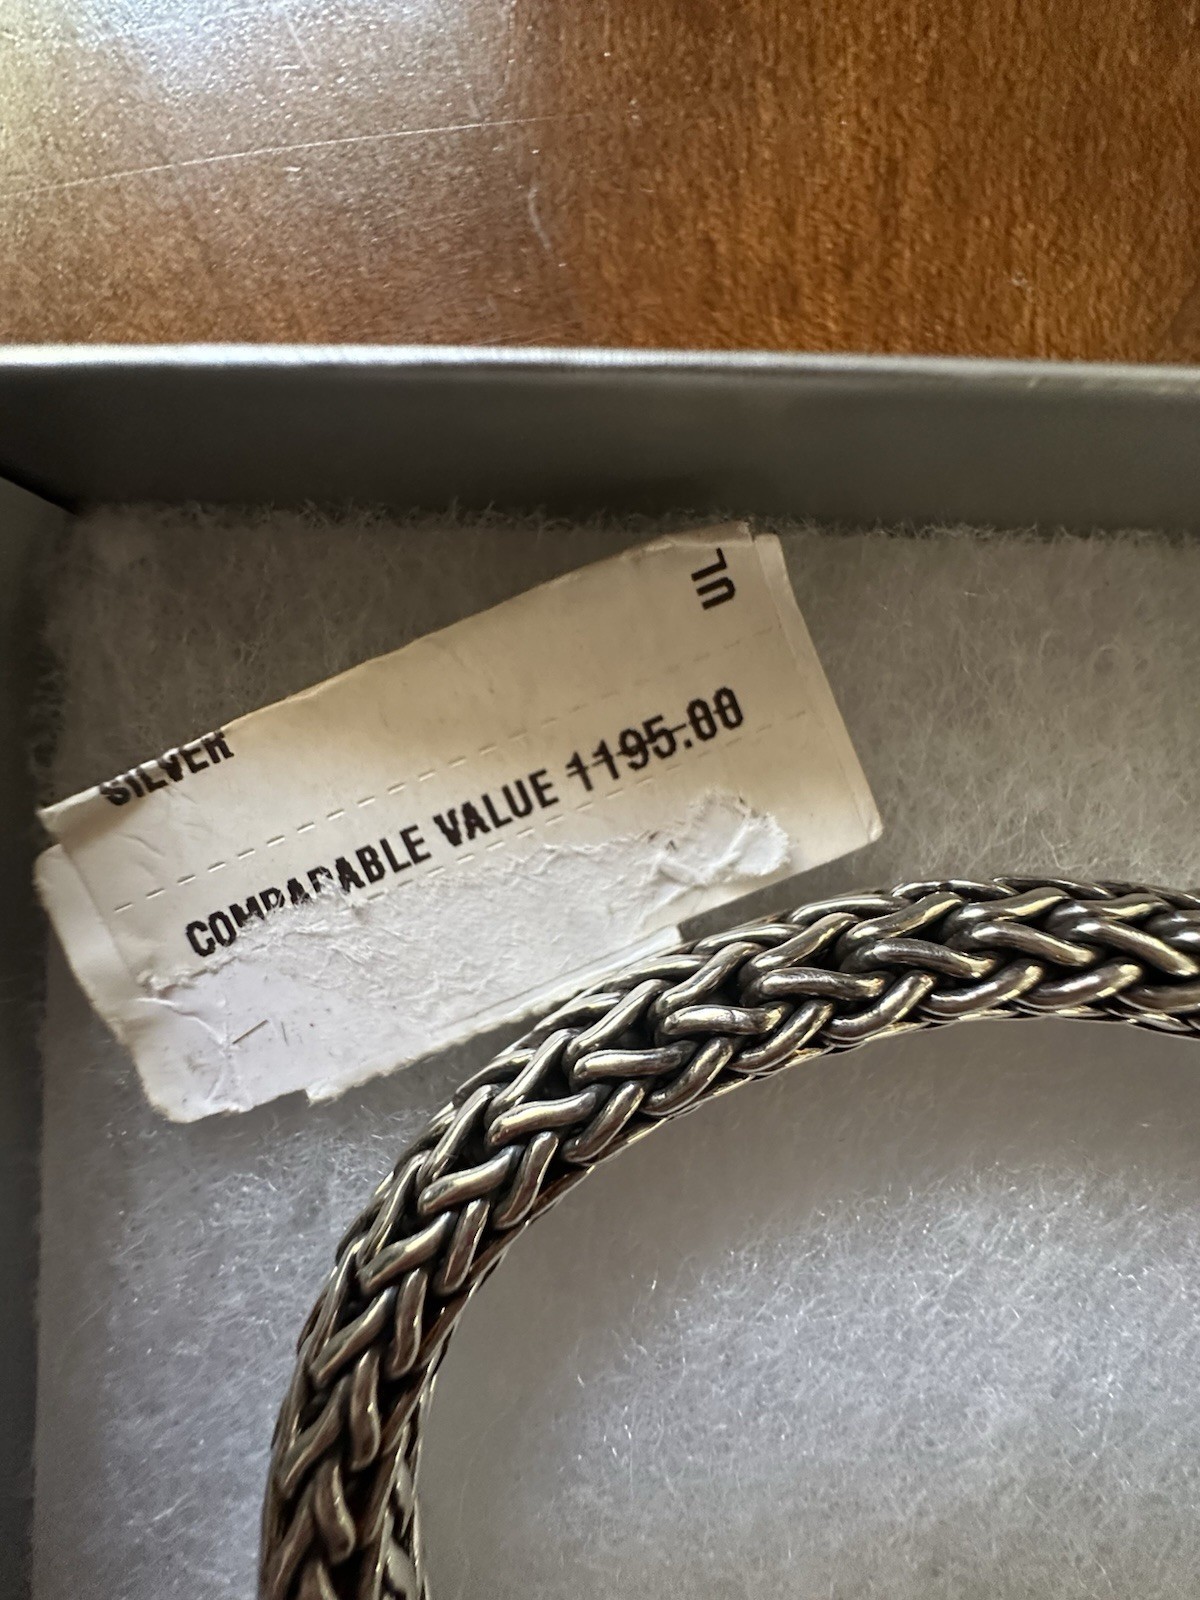 UL
SILVER
COMPARABLE VALUE 1195.00